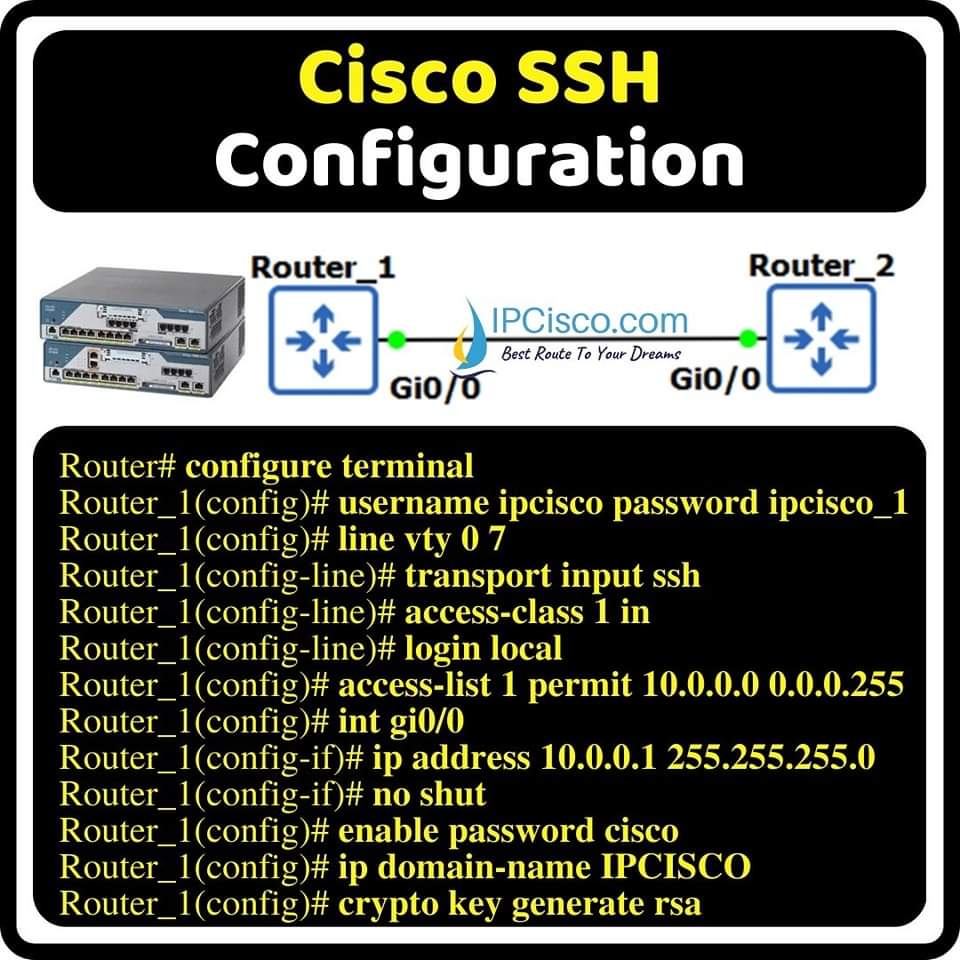 Cisco SSH
Configuration
Router_1
Router_2
IPCisco.com
Best Route To Your Dreams
Gi0/0
Gi0/0
Router# configure terminal
Router_1(config)# username ipcisco password ipcisco_1
Router_1(config)# line vty 0 7
Router_1(config-line)# transport input ssh
Router_1(config-line)# access-class 1 in
Router_1(config-line)# login local
Router_1(config)# access-list 1 permit 10.0.0.0 0.0.0.255
Router_1(config)# int gi0/0
Router_1(config-if)# ip address 10.0.0.1 255.255.255.0
Router_1(config-if)# no shut
Router_1(config)# enable password cisco
Router_1(config)# ip domain-name IPCISCO
Router_1(config)# crypto key generate rsa